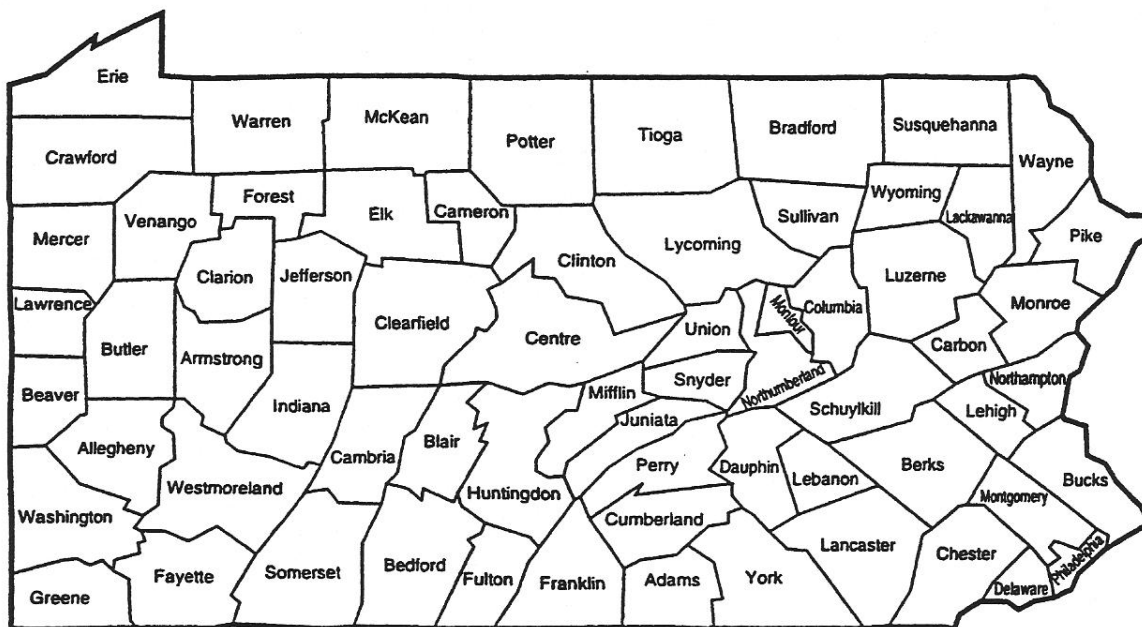 Erie
Warren
McKean
Potter
Tioga
Bradford
Susquehanna
Wayne
Crawford
Forest
Elk
Cameron
Wyoming
Lackawanna
Sullivan
Pike
Mercer
Venango
Clarion
Jefferson
Clinton
Lycoming
Luzerne
Monroe
Lawrence
Butler
Armstrong
Clearfield
Centre
Union
Montour
Columbia
Carbon
Northampton
Beaver
Indiana
Mifflin
Snyder
Northumberland
Schuylkill
Lehigh
Allegheny
Cambria
Blair
Juniata
Perry
Dauphin
Lebanon
Berks
Bucks
Westmoreland
Huntingdon
Montgomery
Washington
Cumberland
Lancaster
Chester
Philadelphia
Greene
Fayette
Somerset
Bedford
Fulton
Franklin
Adams
York
Delaware